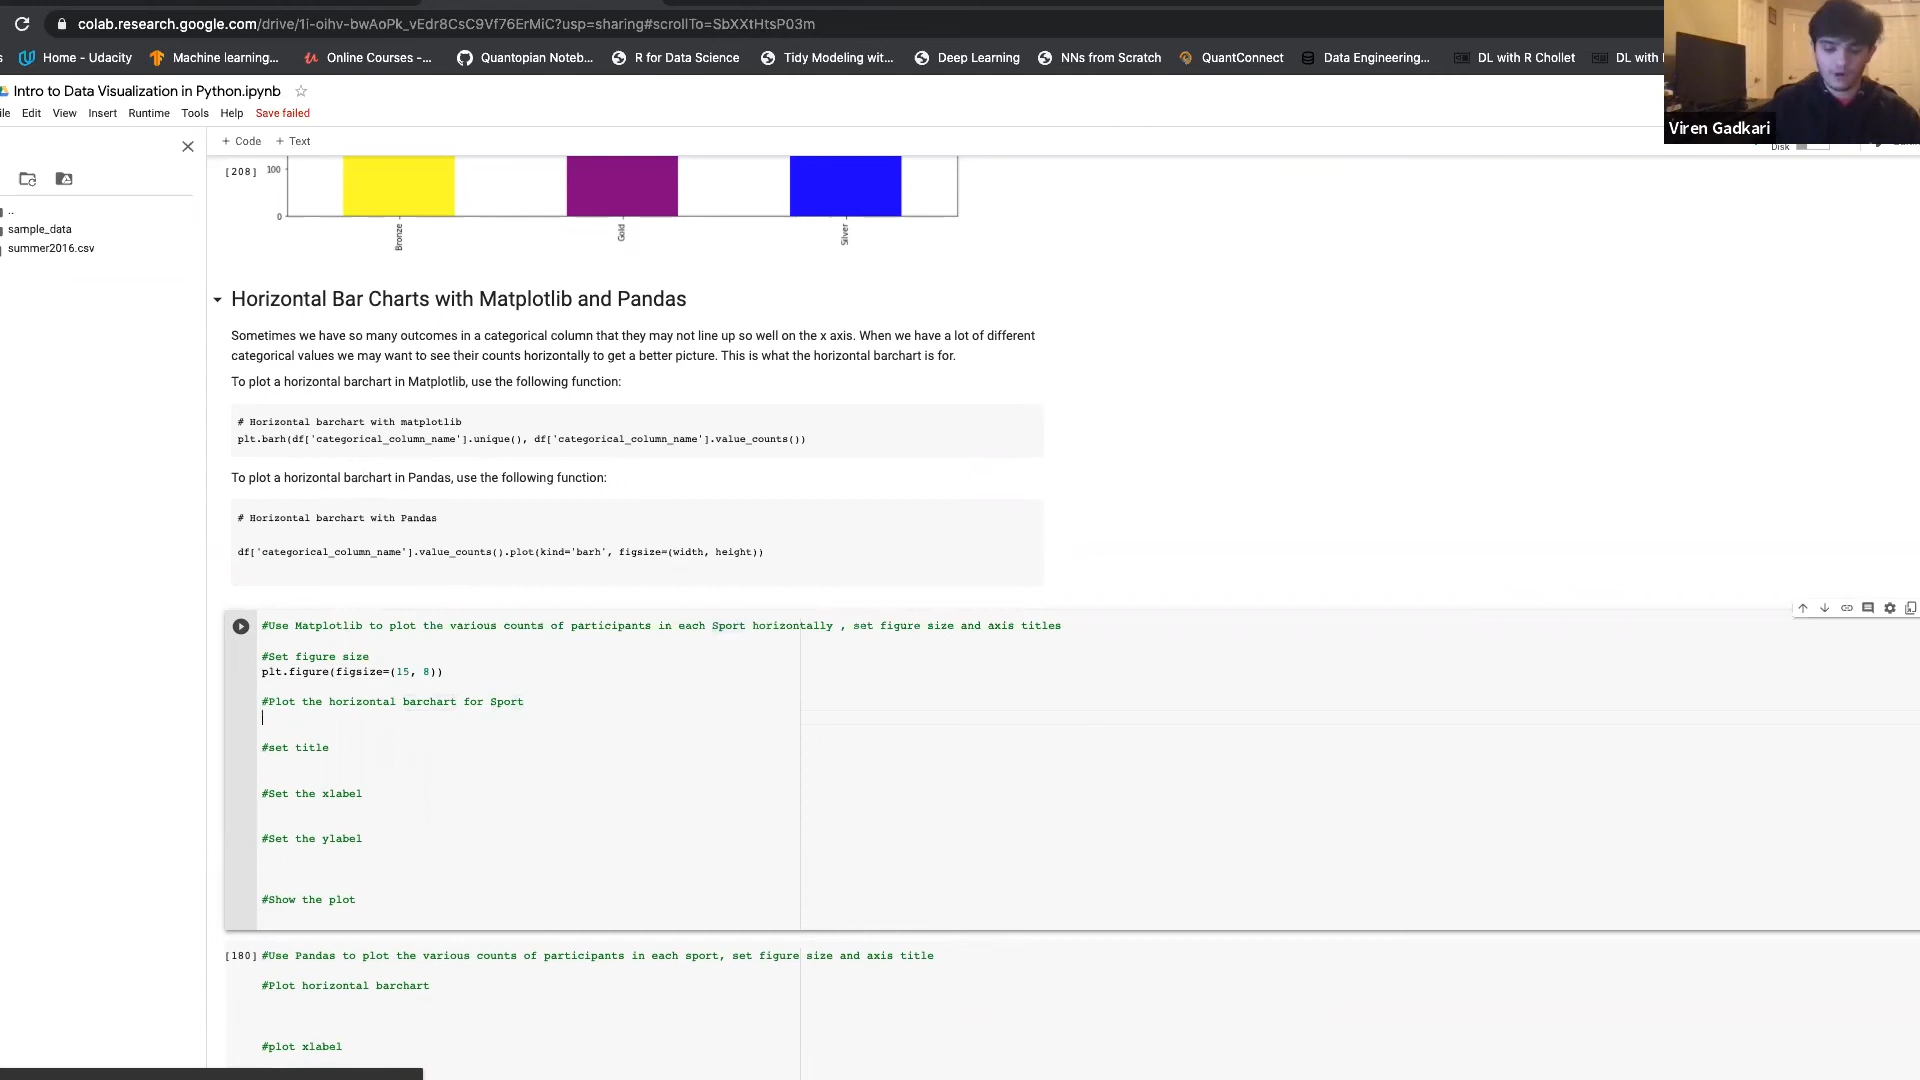 colab.research.google.com/drive/1i-oihv-bwAoPk_vEdr8CsC9Vf76ErMiC?usp=sharing#scrollTo=SbXXtHtsP03m
s Home - Udacity Machine learning... Online Courses -... Quantopian Noteb... R for Data Science Tidy Modeling wit... Deep Learning NNs from Scratch QuantConnect Data Engineering... DL with R Chollet DL with
Intro to Data Visualization in Python.ipynb
ile Edit View Insert Runtime Tools Help Save failed
Viren Gadkari
+ Code + Text
Disk
[208] 100
0
Bronze Gold Silver
..
sample_data
summer2016.csv
Horizontal Bar Charts with Matplotlib and Pandas
Sometimes we have so many outcomes in a categorical column that they may not line up so well on the x axis. When we have a lot of different
categorical values we may want to see their counts horizontally to get a better picture. This is what the horizontal barchart is for.
To plot a horizontal barchart in Matplotlib, use the following function:
# Horizontal barchart with matplotlib
plt.barh(df['categorical_column_name'].unique(), df['categorical_column_name'].value_counts())
To plot a horizontal barchart in Pandas, use the following function:
# Horizontal barchart with Pandas
df['categorical_column_name'].value_counts().plot(kind='barh', figsize=(width, height))
#Use Matplotlib to plot the various counts of participants in each Sport horizontally , set figure size and axis titles
#Set figure size
plt.figure(figsize=(15, 8))
#Plot the horizontal barchart for Sport
#set title
#Set the xlabel
#Set the ylabel
#Show the plot
[180] #Use Pandas to plot the various counts of participants in each sport, set figure size and axis title
#Plot horizontal barchart
#plot xlabel